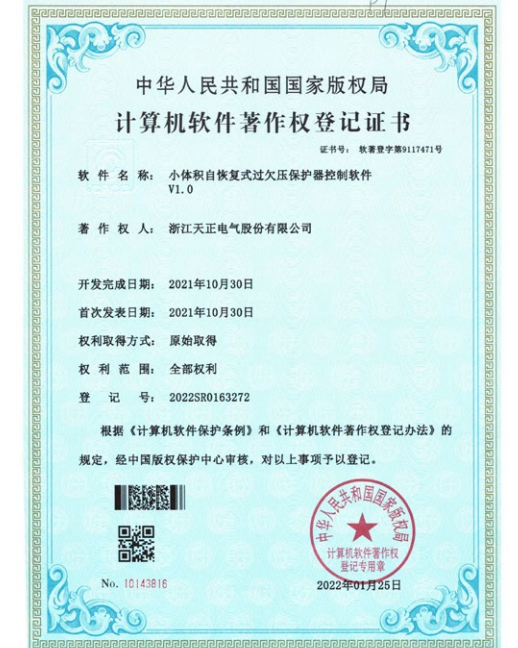 中华人民共和国国家版权局
计算机软件著作权登记证书
证书号： 软著登字第9117471号
软件名称： 小体积自恢复式过欠压保护器控制软件
V1.0
著作权人： 浙江天正电气股份有限公司
开发完成日期： 2021年10月30日
首次发表日期： 2021年10月30日
权利取得方式： 原始取得
权利范围： 全部权利
登记号： 2022SR0163272
根据《计算机软件保护条例》和《计算机软件著作权登记办法》的
规定，经中国版权保护中心审核，对以上事项予以登记。
中华人民共和国国家版权局
计算机软件著作权
登记专用章
No. 10143816
2022年01月25日